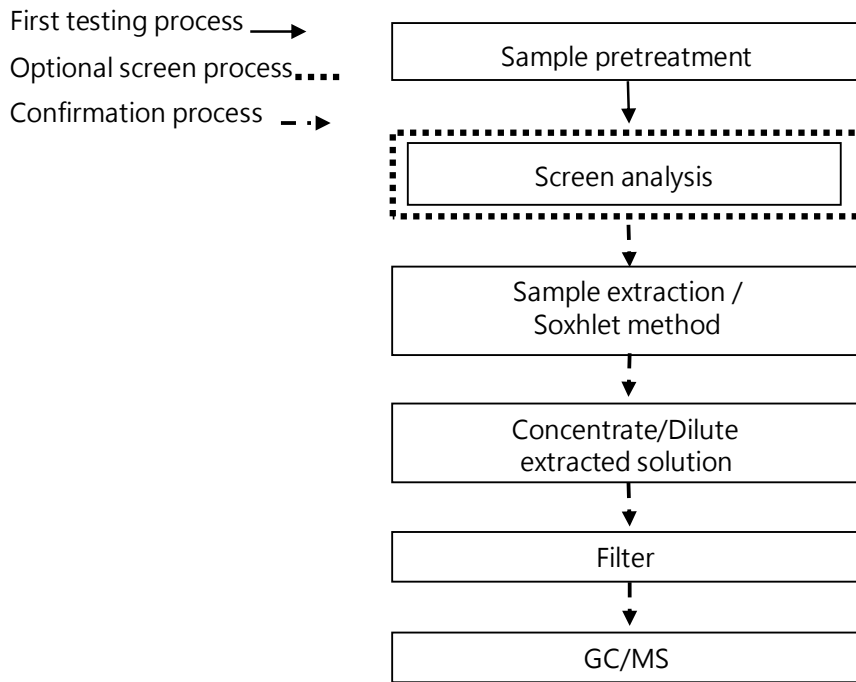 First testing process
Optional screen process
Confirmation process
Sample pretreatment
Screen analysis
Sample extraction /
Soxhlet method
Concentrate/Dilute
extracted solution
Filter
GC/MS